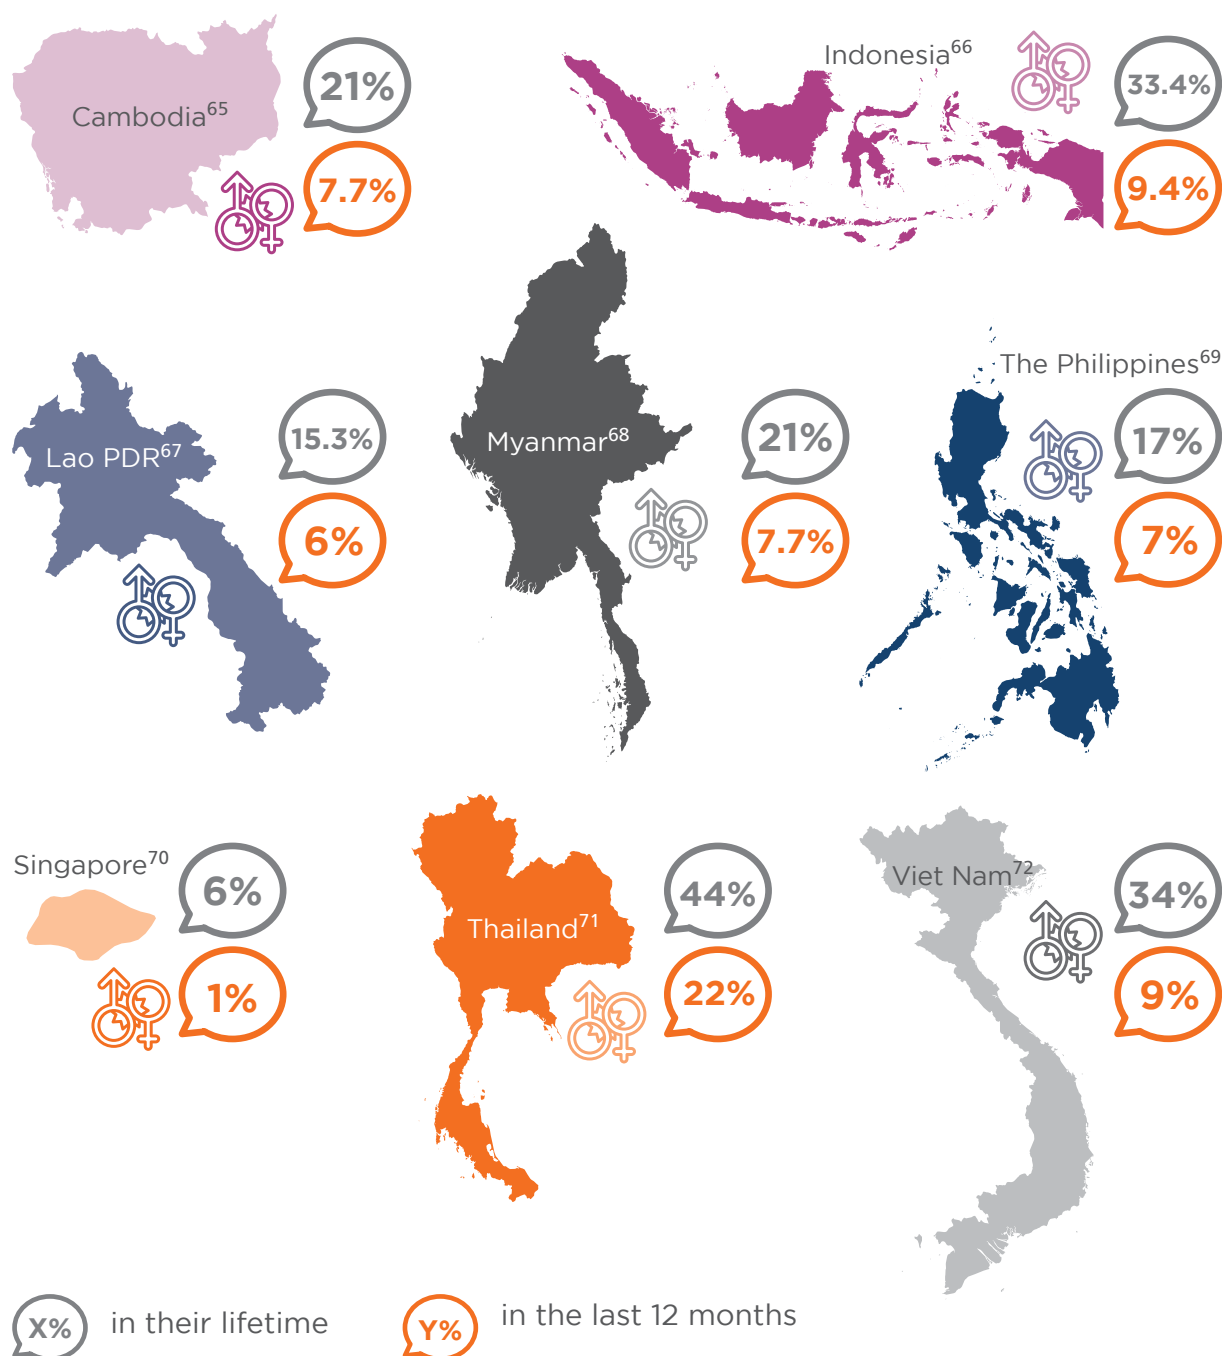 Cambodia65
21%
7.7%
Indonesia66
33.4%
9.4%
Lao PDR67
15.3%
6%
Myanmar68
21%
7.7%
The Philippines69
17%
7%
Singapore70
6%
1%
Thailand71
44%
22%
Viet Nam72
34%
9%
X% in their lifetime
Y% in the last 12 months